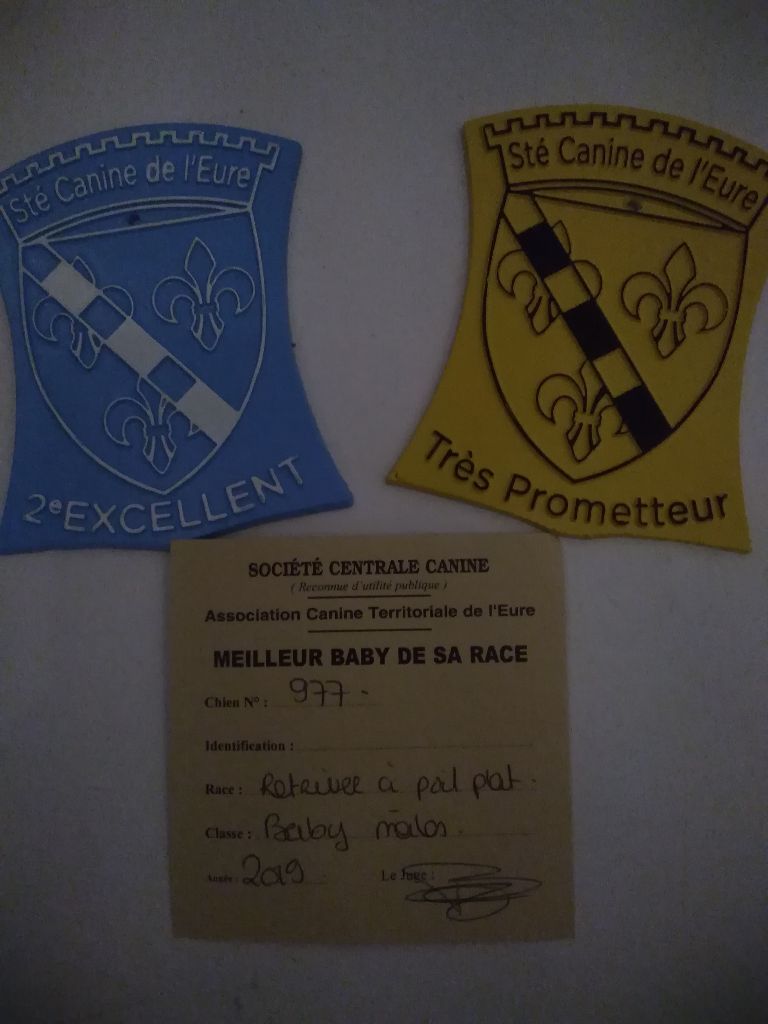 Sté Canine de l'Eure
2e EXCELLENT
Sté Canine de l'Eure
Très Prometteur
SOCIÉTÉ CENTRALE CANINE
( Reconnue d'utilité publique )
Association Canine Territoriale de l'Eure
MEILLEUR BABY DE SA RACE
Chien N° : 977 -
Identification :
Race : Retriever à poil plat.
Classe : Baby mâles.
Année : 2019 Le Juge :